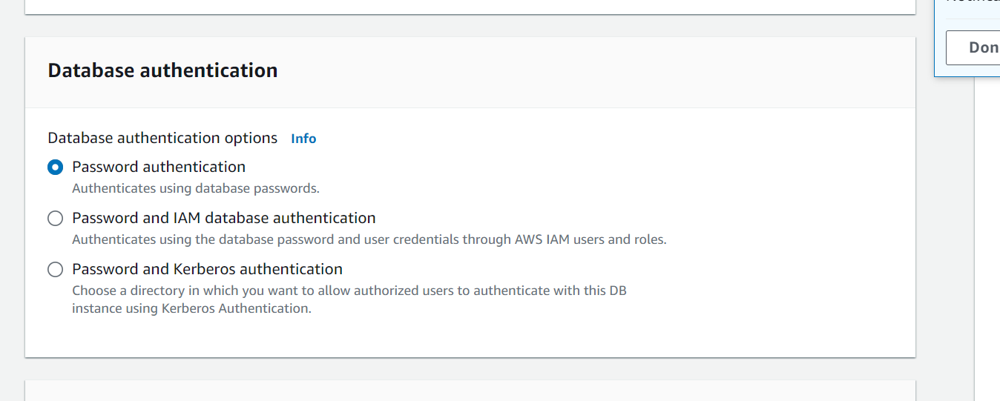 Don
Database authentication
Database authentication options Info
Password authentication
Authenticates using database passwords.
Password and IAM database authentication
Authenticates using the database password and user credentials through AWS IAM users and roles.
Password and Kerberos authentication
Choose a directory in which you want to allow authorized users to authenticate with this DB
instance using Kerberos Authentication.